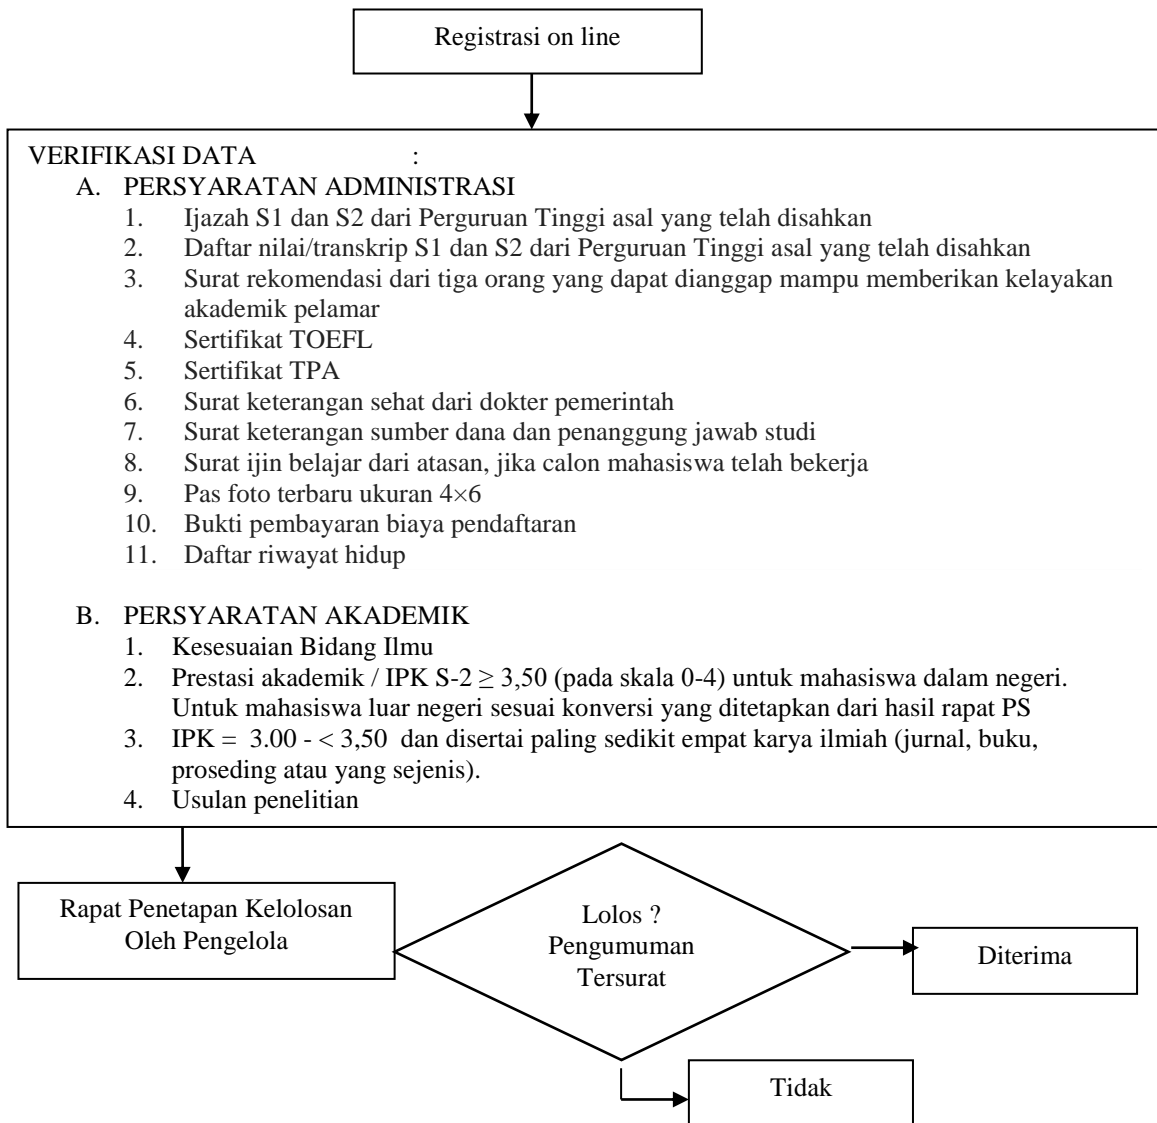 Registrasi on line
VERIFIKASI DATA :
A. PERSYARATAN ADMINISTRASI
1. Ijazah S1 dan S2 dari Perguruan Tinggi asal yang telah disahkan
2. Daftar nilai/transkrip S1 dan S2 dari Perguruan Tinggi asal yang telah disahkan
3. Surat rekomendasi dari tiga orang yang dapat dianggap mampu memberikan kelayakan
akademik pelamar
4. Sertifikat TOEFL
5. Sertifikat TPA
6. Surat keterangan sehat dari dokter pemerintah
7. Surat keterangan sumber dana dan penanggung jawab studi
8. Surat ijin belajar dari atasan, jika calon mahasiswa telah bekerja
9. Pas foto terbaru ukuran 4×6
10. Bukti pembayaran biaya pendaftaran
11. Daftar riwayat hidup
B. PERSYARATAN AKADEMIK
1. Kesesuaian Bidang Ilmu
2. Prestasi akademik / IPK S-2 ≥ 3,50 (pada skala 0-4) untuk mahasiswa dalam negeri.
Untuk mahasiswa luar negeri sesuai konversi yang ditetapkan dari hasil rapat PS
3. IPK = 3.00 - < 3,50 dan disertai paling sedikit empat karya ilmiah (jurnal, buku,
proseding atau yang sejenis).
4. Usulan penelitian
Rapat Penetapan Kelolosan
Oleh Pengelola
Lolos ?
Pengumuman
Tersurat
Diterima
Tidak